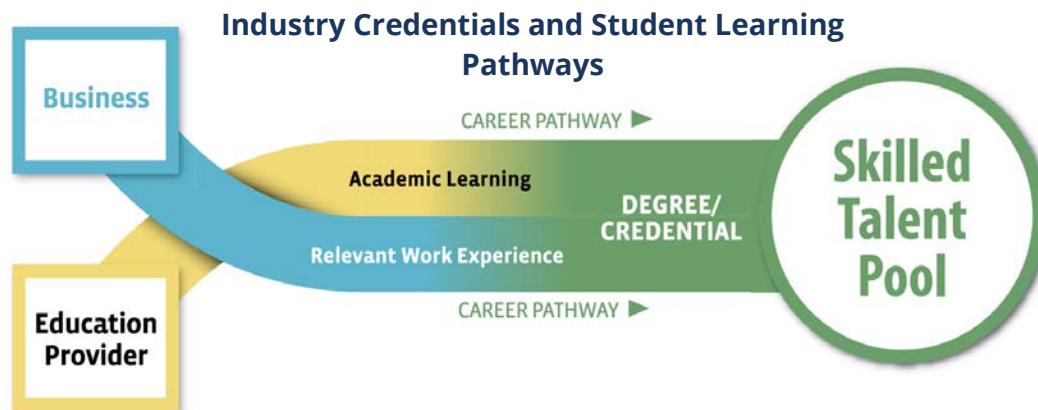 Industry Credentials and Student Learning
Pathways
Business
CAREER PATHWAY ►
Academic Learning
DEGREE/
CREDENTIAL
Relevant Work Experience
CAREER PATHWAY ►
Education
Provider
Skilled
Talent
Pool